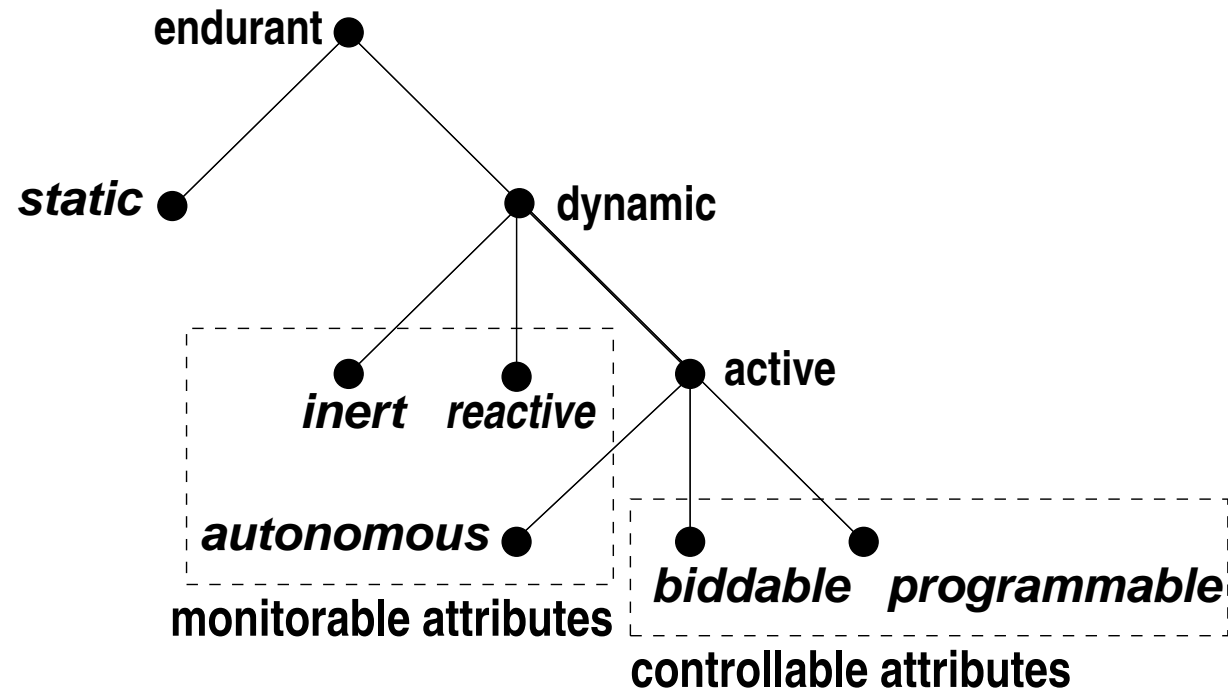 endurant
static
dynamic
active
inert reactive
autonomous
biddable programmable
monitorable attributes
controllable attributes